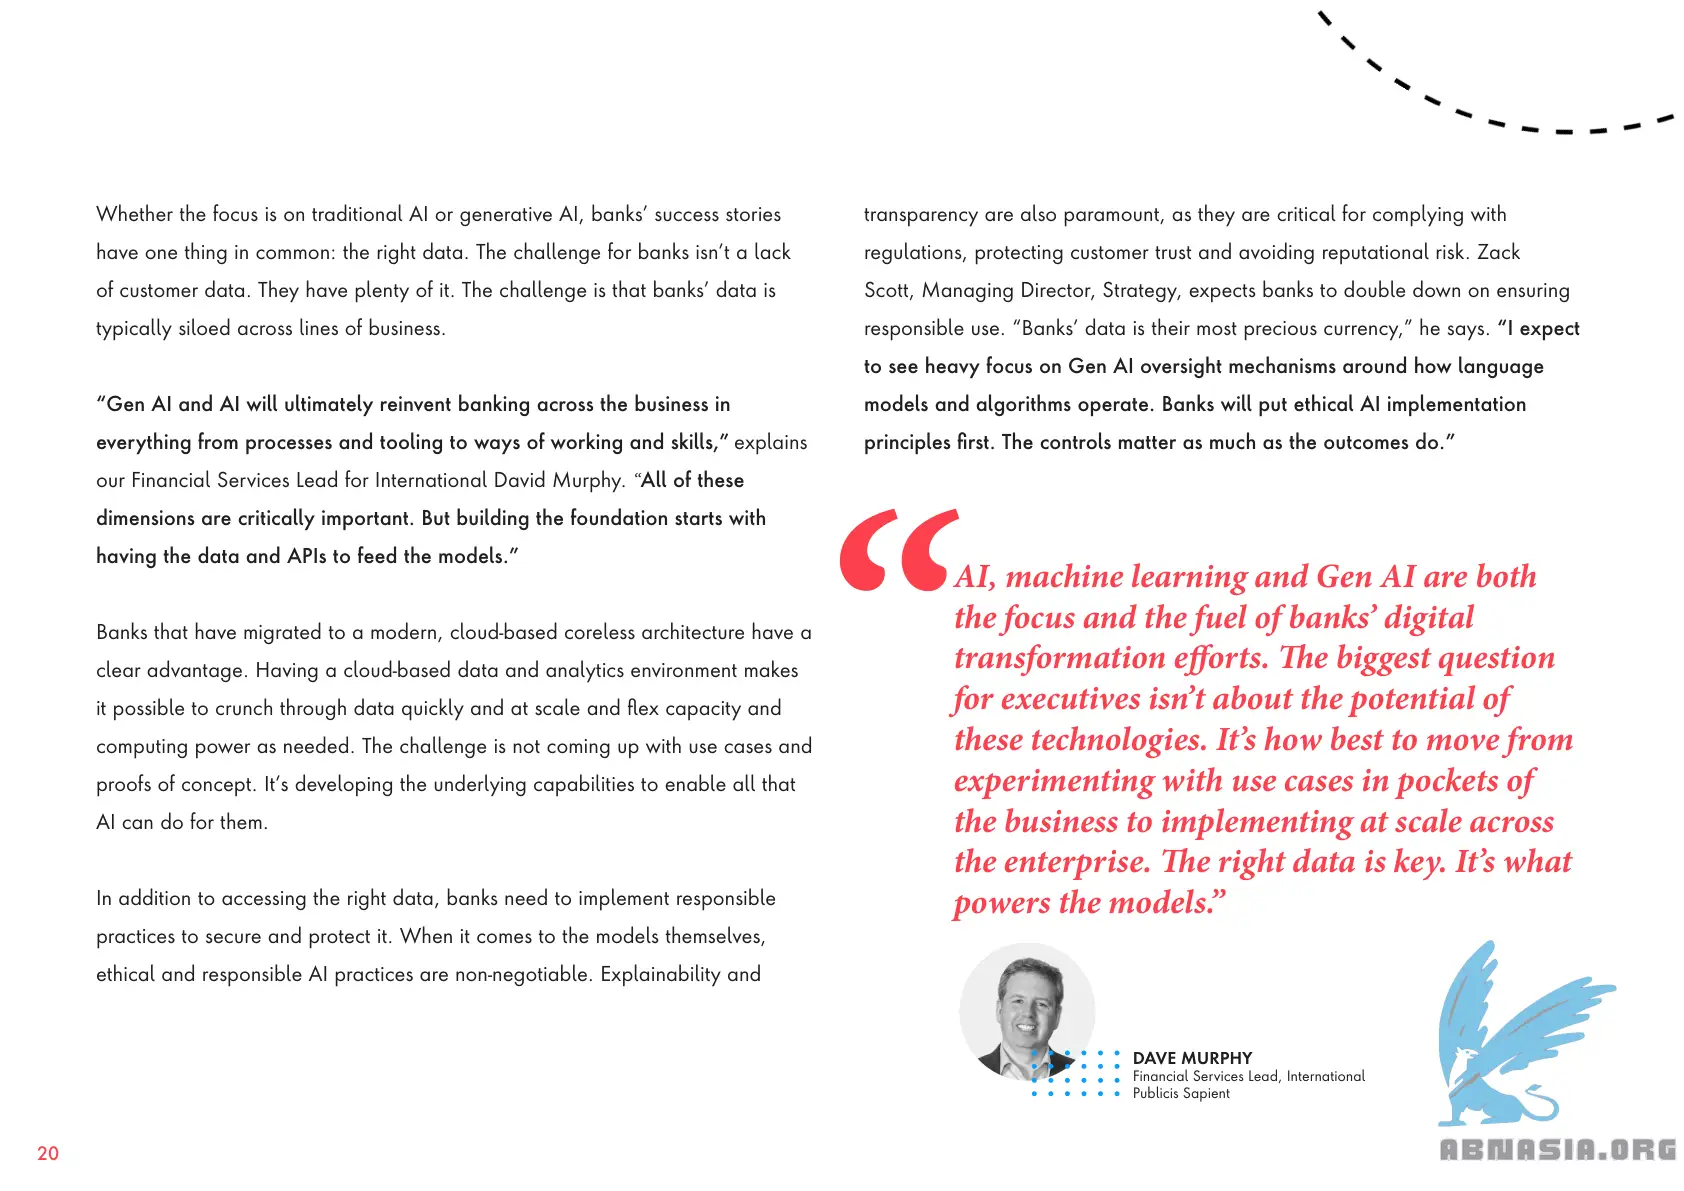 Whether the focus is on traditional AI or generative AI, banks’ success stories
have one thing in common: the right data. The challenge for banks isn’t a lack
of customer data. They have plenty of it. The challenge is that banks’ data is
typically siloed across lines of business.
“Gen AI and AI will ultimately reinvent banking across the business in
everything from processes and tooling to ways of working and skills,” explains
our Financial Services Lead for International David Murphy. “All of these
dimensions are critically important. But building the foundation starts with
having the data and APIs to feed the models.”
Banks that have migrated to a modern, cloud-based coreless architecture have a
clear advantage. Having a cloud-based data and analytics environment makes
it possible to crunch through data quickly and at scale and flex capacity and
computing power as needed. The challenge is not coming up with use cases and
proofs of concept. It’s developing the underlying capabilities to enable all that
AI can do for them.
In addition to accessing the right data, banks need to implement responsible
practices to secure and protect it. When it comes to the models themselves,
ethical and responsible AI practices are non-negotiable. Explainability and
transparency are also paramount, as they are critical for complying with
regulations, protecting customer trust and avoiding reputational risk. Zack
Scott, Managing Director, Strategy, expects banks to double down on ensuring
responsible use. “Banks’ data is their most precious currency,” he says. “I expect
to see heavy focus on Gen AI oversight mechanisms around how language
models and algorithms operate. Banks will put ethical AI implementation
principles first. The controls matter as much as the outcomes do.”
“AI, machine learning and Gen AI are both
the focus and the fuel of banks’ digital
transformation efforts. The biggest question
for executives isn’t about the potential of
these technologies. It’s how best to move from
experimenting with use cases in pockets of
the business to implementing at scale across
the enterprise. The right data is key. It’s what
powers the models.”
DAVE MURPHY
Financial Services Lead, International
Publicis Sapient
20
ABNASIA.ORG